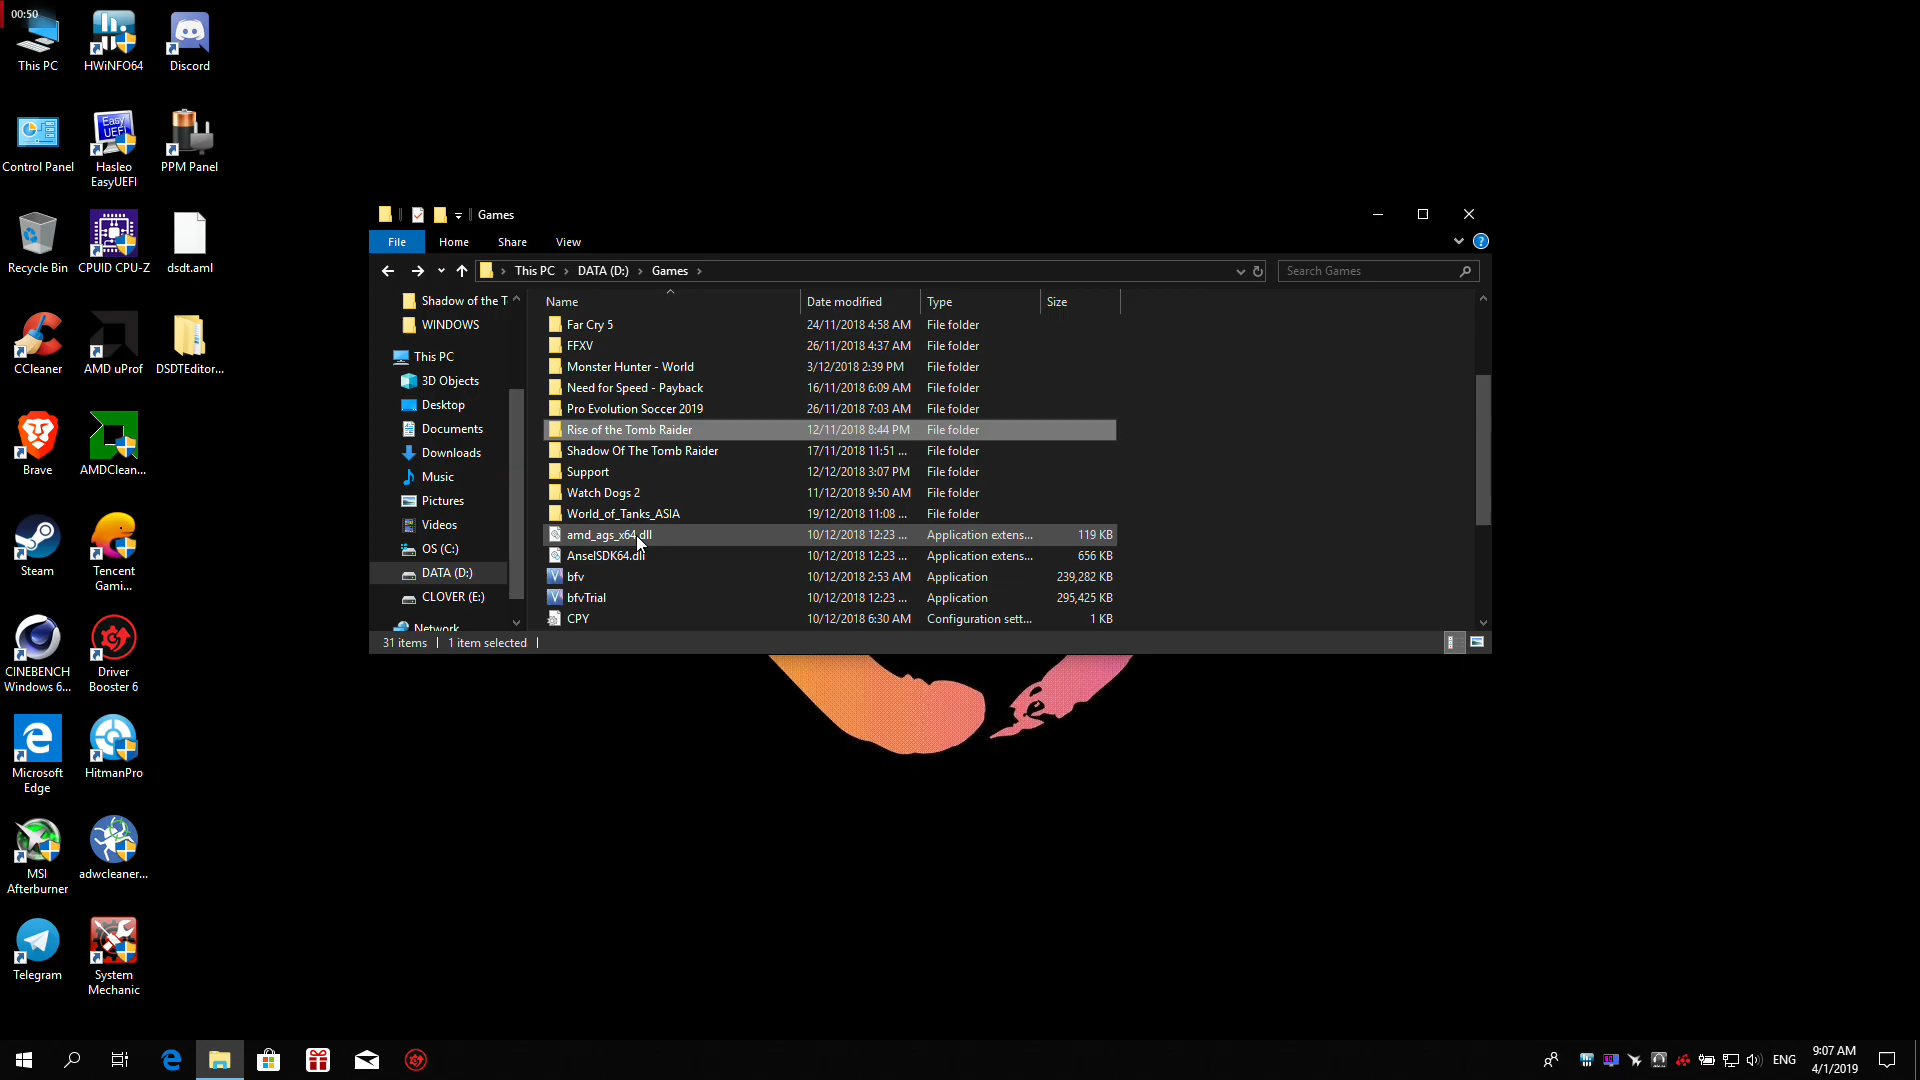 00:50
This PC
HWiNFO64
Discord
Control Panel
Hasleo
EasyUEFI
PPM Panel
Recycle Bin
CPUID CPU-Z
dsdt.aml
CCleaner
AMD uProf
DSDTEditor...
Brave
AMDClean...
Steam
Tencent
Gami...
CINEBENCH
Windows 6...
Driver
Booster 6
Microsoft
Edge
HitmanPro
MSI
Afterburner
adwcleaner...
Telegram
System
Mechanic
Easy
UEFI
Games
File Home Share View
This PC DATA (D:) Games
Search Games
Shadow of the T
WINDOWS
This PC
3D Objects
Desktop
Documents
Downloads
Music
Pictures
Videos
OS (C:)
DATA (D:)
CLOVER (E:)
Network
Name Date modified Type Size
Far Cry 5 24/11/2018 4:58 AM File folder
FFXV 26/11/2018 4:37 AM File folder
Monster Hunter - World 3/12/2018 2:39 PM File folder
Need for Speed - Payback 16/11/2018 6:09 AM File folder
Pro Evolution Soccer 2019 26/11/2018 7:03 AM File folder
Rise of the Tomb Raider 12/11/2018 8:44 PM File folder
Shadow Of The Tomb Raider 17/11/2018 11:51 ... File folder
Support 12/12/2018 3:07 PM File folder
Watch Dogs 2 11/12/2018 9:50 AM File folder
World_of_Tanks_ASIA 19/12/2018 11:08 ... File folder
amd_ags_x64.dll 10/12/2018 12:23 ... Application extens... 119 KB
AnselSDK64.dll 10/12/2018 12:23 ... Application extens... 656 KB
bfv 10/12/2018 2:53 AM Application 239,282 KB
bfvTrial 10/12/2018 12:23 ... Application 295,425 KB
CPY 10/12/2018 6:30 AM Configuration sett... 1 KB
31 items 1 item selected
ENG
9:07 AM
4/1/2019